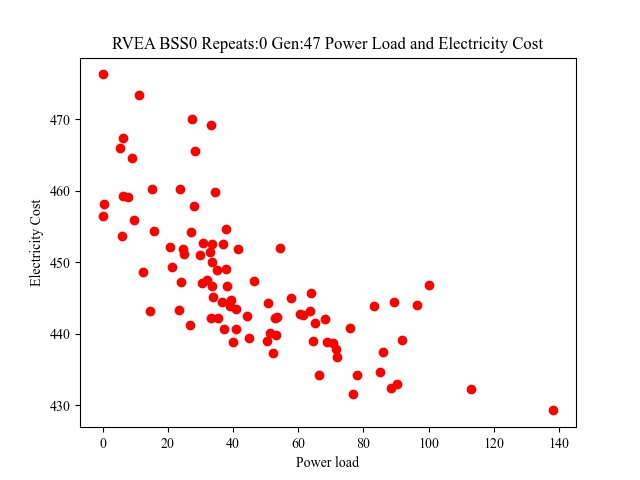 RVEA BSS0 Repeats:0 Gen:47 Power Load and Electricity Cost
470
460
450
440
430
Electricity Cost
0 20 40 60 80 100 120 140
Power load